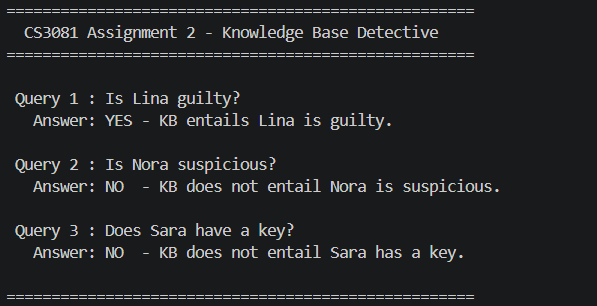 ====================================================
CS3081 Assignment 2 - Knowledge Base Detective
====================================================
Query 1 : Is Lina guilty?
Answer: YES - KB entails Lina is guilty.
Query 2 : Is Nora suspicious?
Answer: NO  - KB does not entail Nora is suspicious.
Query 3 : Does Sara have a key?
Answer: NO  - KB does not entail Sara has a key.
====================================================